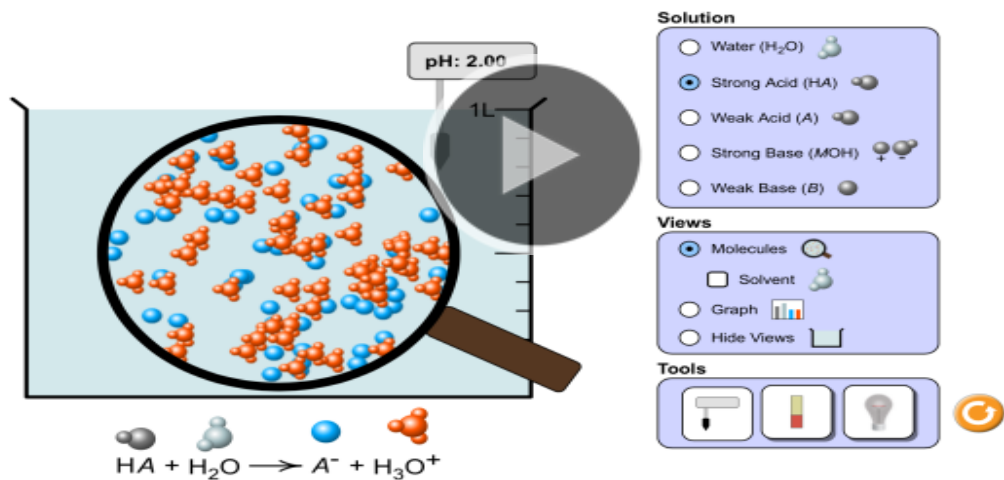 pH: 2.00
1L
HA + H₂O → A⁻ + H₃O⁺
Solution
Water (H₂O)
Strong Acid (HA)
Weak Acid (A)
Strong Base (MOH)
+ -
Weak Base (B)
Views
Molecules
Solvent
Graph
Hide Views
Tools